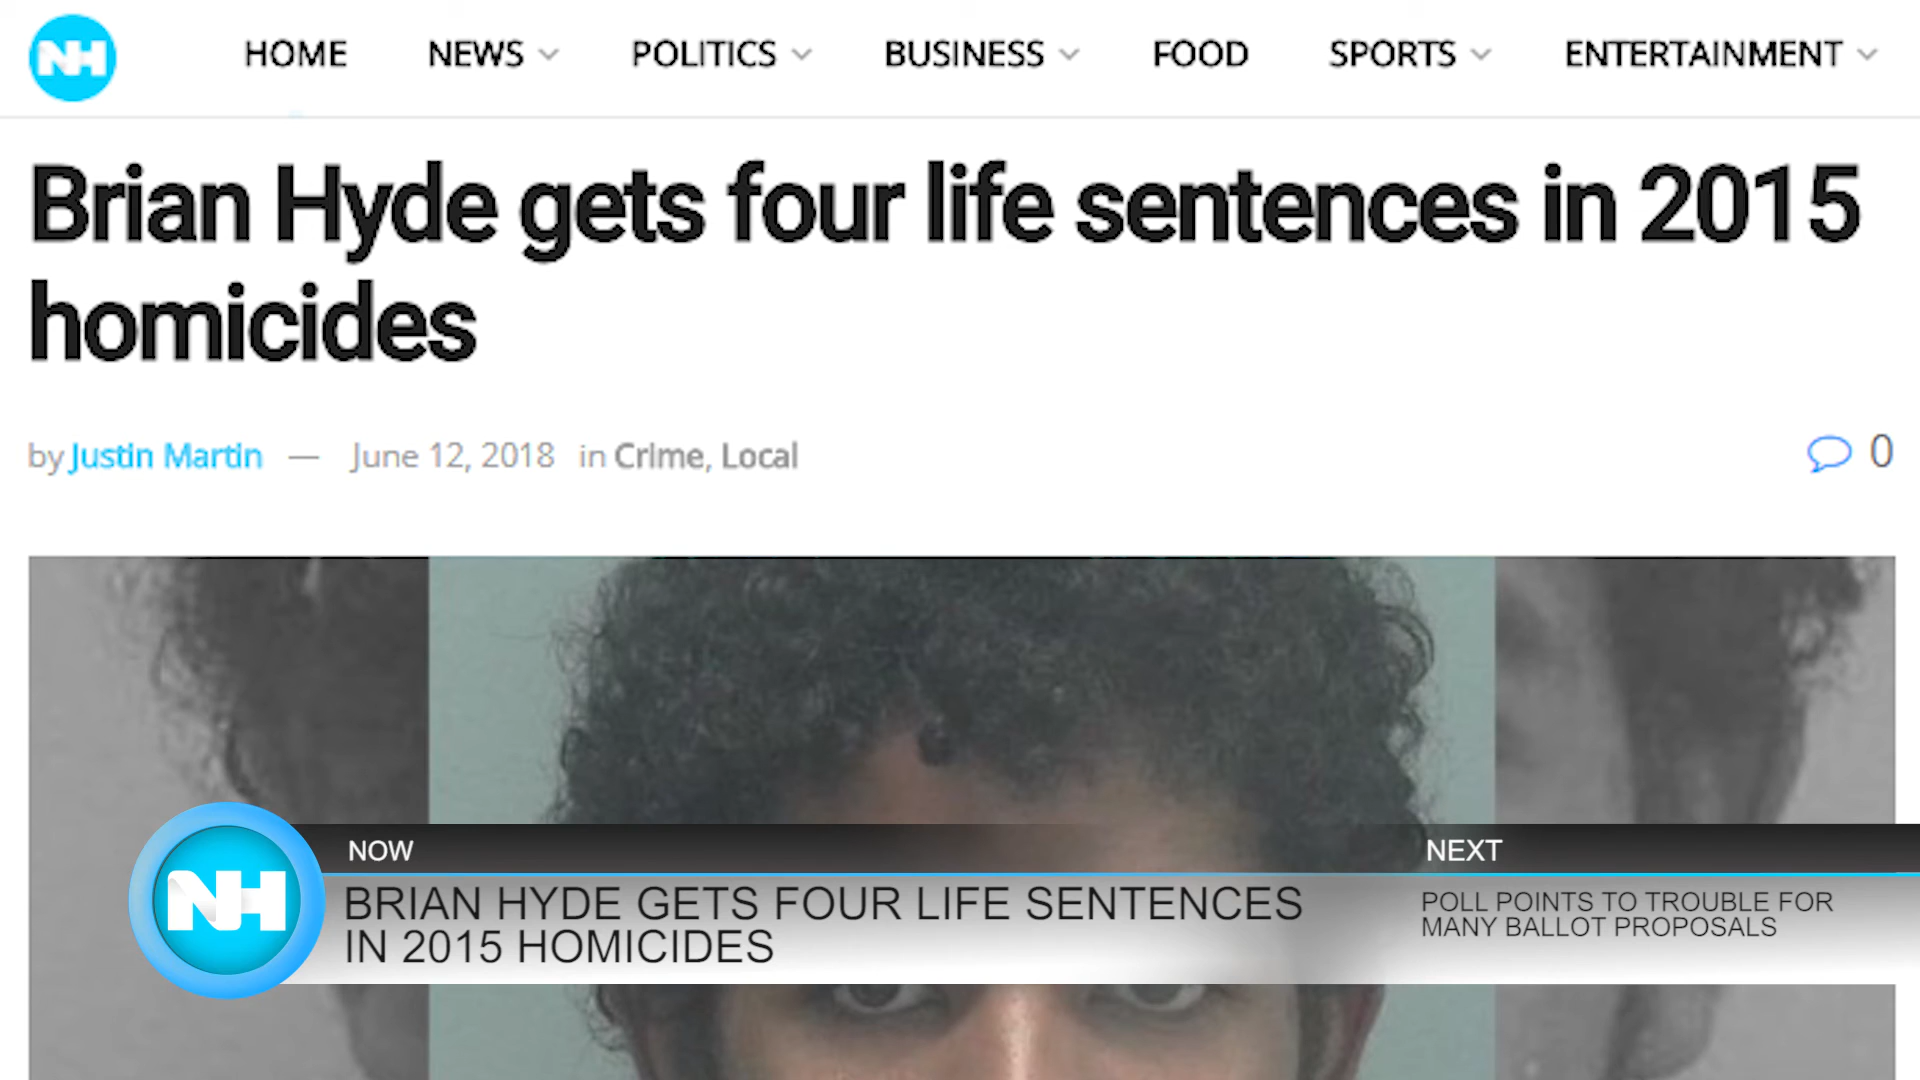 NH
HOME NEWS POLITICS BUSINESS FOOD SPORTS ENTERTAINMENT
Brian Hyde gets four life sentences in 2015
homicides
by Justin Martin — June 12, 2018 in Crime, Local
0
NH
NOW
BRIAN HYDE GETS FOUR LIFE SENTENCES
IN 2015 HOMICIDES
NEXT
POLL POINTS TO TROUBLE FOR
MANY BALLOT PROPOSALS